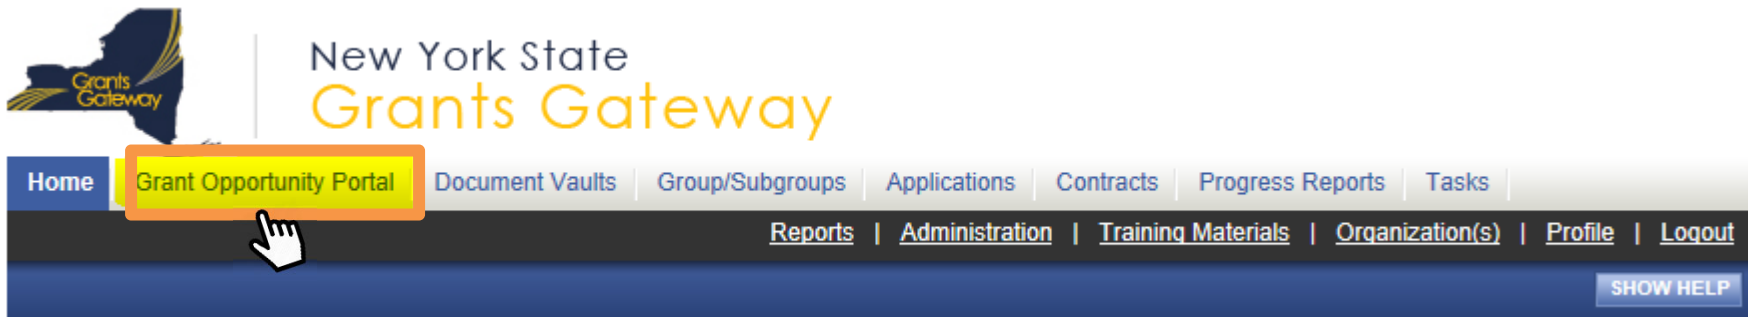 Grants
Gateway
New York State
Grants Gateway
Home Grant Opportunity Portal Document Vaults Group/Subgroups Applications Contracts Progress Reports Tasks
Reports | Administration | Training Materials | Organization(s) | Profile | Logout
SHOW HELP